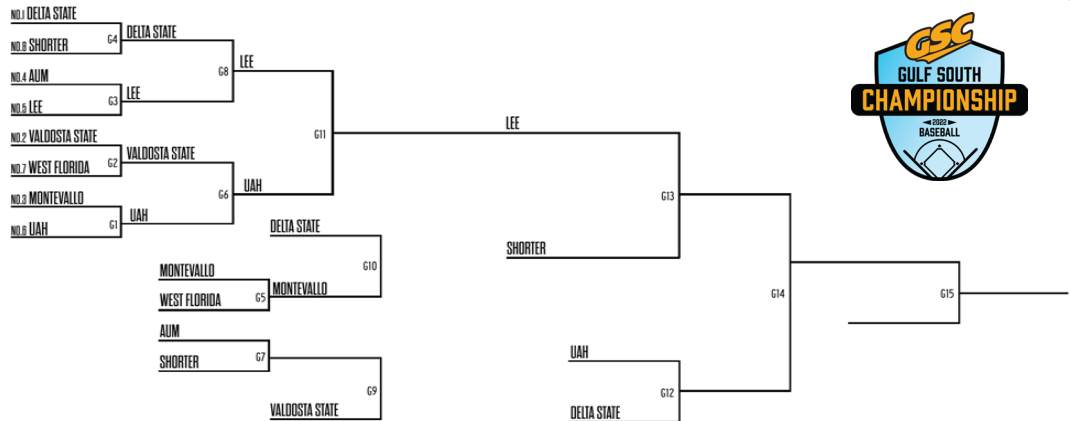 NO.1 DELTA STATE
NO.8 SHORTER
G4
DELTA STATE
NO.4 AUM
NO.5 LEE
G3
LEE
G8
LEE
NO.2 VALDOSTA STATE
NO.7 WEST FLORIDA
G2
VALDOSTA STATE
NO.3 MONTEVALLO
NO.6 UAH
G1
UAH
G6
UAH
G11
LEE
DELTA STATE
MONTEVALLO
WEST FLORIDA
G5
MONTEVALLO
G10
AUM
SHORTER
G7
VALDOSTA STATE
G9
SHORTER
G13
UAH
DELTA STATE
G12
G14
G15
GSC
GULF SOUTH
CHAMPIONSHIP
2022
BASEBALL